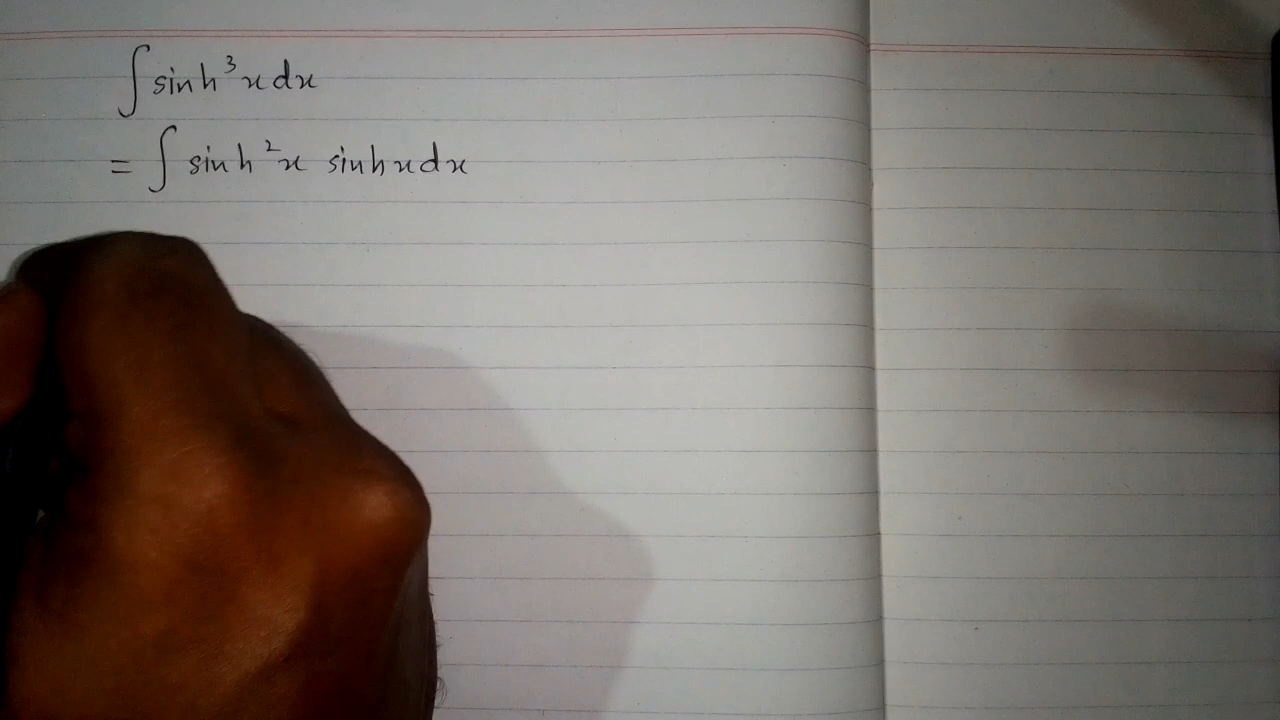 ∫ sinh³x dx
= ∫ sinh²x sinhx dx